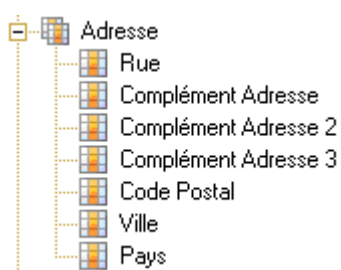 Adresse
Rue
Complément Adresse
Complément Adresse 2
Complément Adresse 3
Code Postal
Ville
Pays